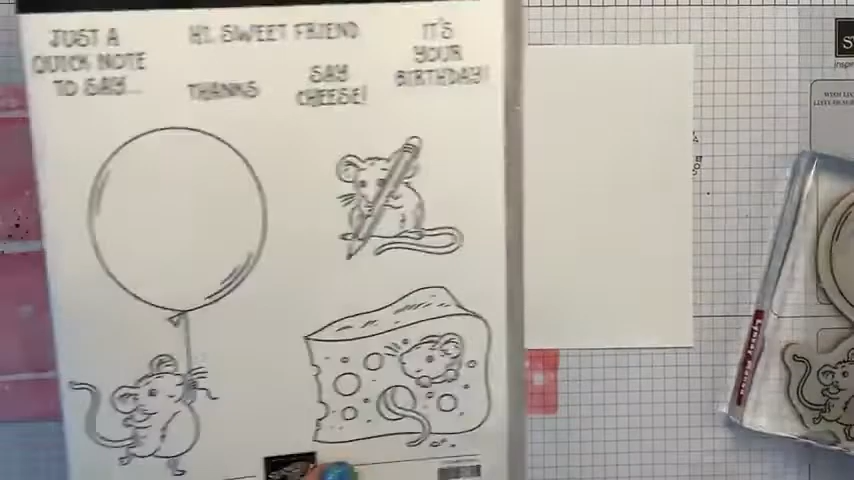 JUST A
QUICK NOTE
TO SAY...
HI, SWEET FRIEND
THANKS
SAY
CHEESE!
IT'S
YOUR
BIRTHDAY!